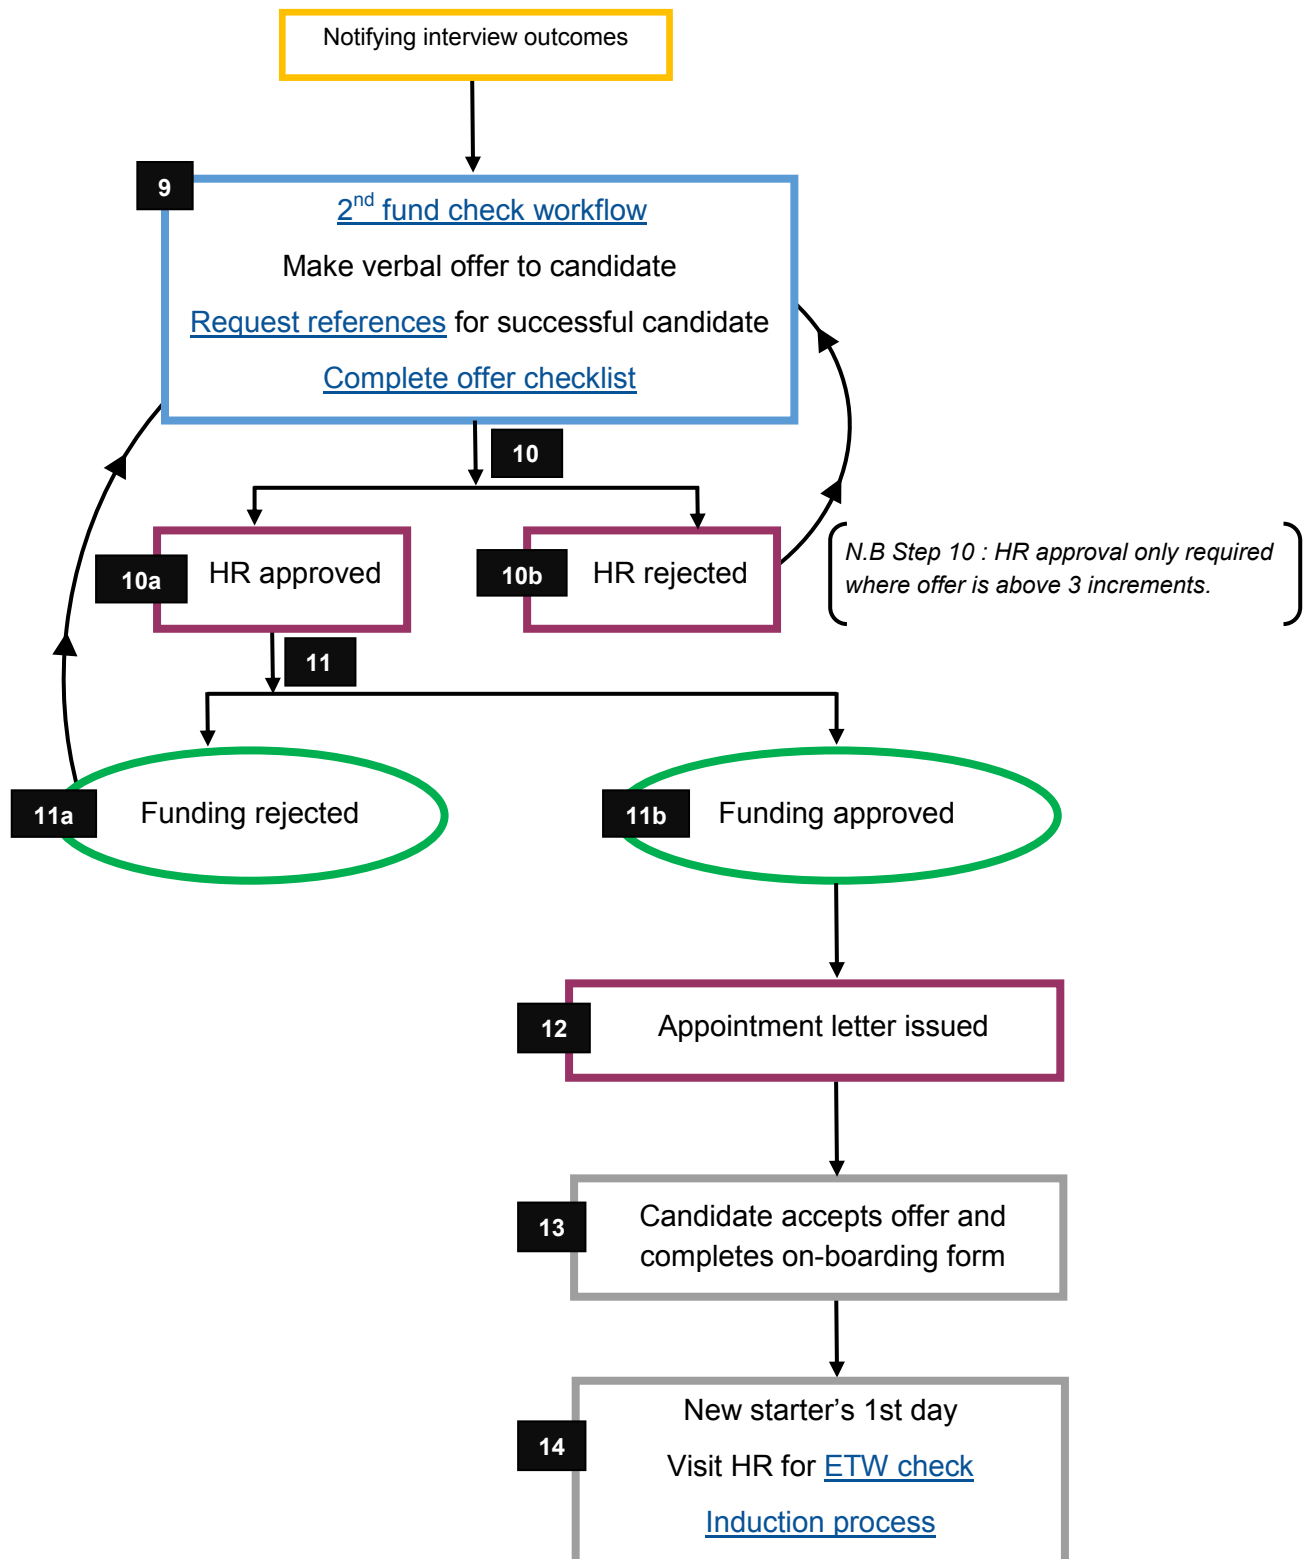 Notifying interview outcomes
9
2nd fund check workflow
Make verbal offer to candidate
Request references for successful candidate
Complete offer checklist
10
10a
HR approved
10b
HR rejected
N.B Step 10 : HR approval only required
where offer is above 3 increments.
11
11a
Funding rejected
11b
Funding approved
12
Appointment letter issued
13
Candidate accepts offer and
completes on-boarding form
14
New starter’s 1st day
Visit HR for ETW check
Induction process